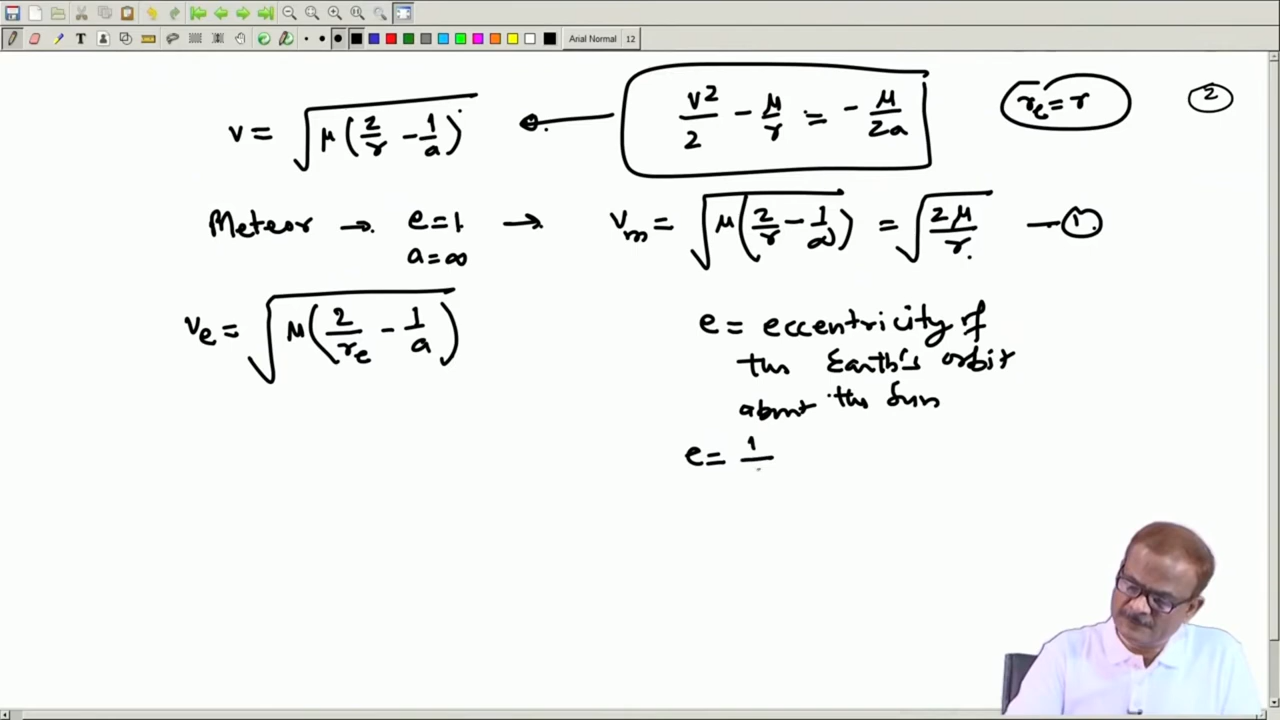 Arial Normal 12
v = √(μ(2/r − 1/a)) ← v²/2 − μ/r = − μ/2a r_e = r 2
Meteor → e = 1 → v_m = √(μ(2/r − 1/∞)) = √(2μ/r) — 1
a = ∞
v_e = √(μ(2/r_e − 1/a))
e = eccentricity of
the Earth's orbit
about the Sun
e = 1/